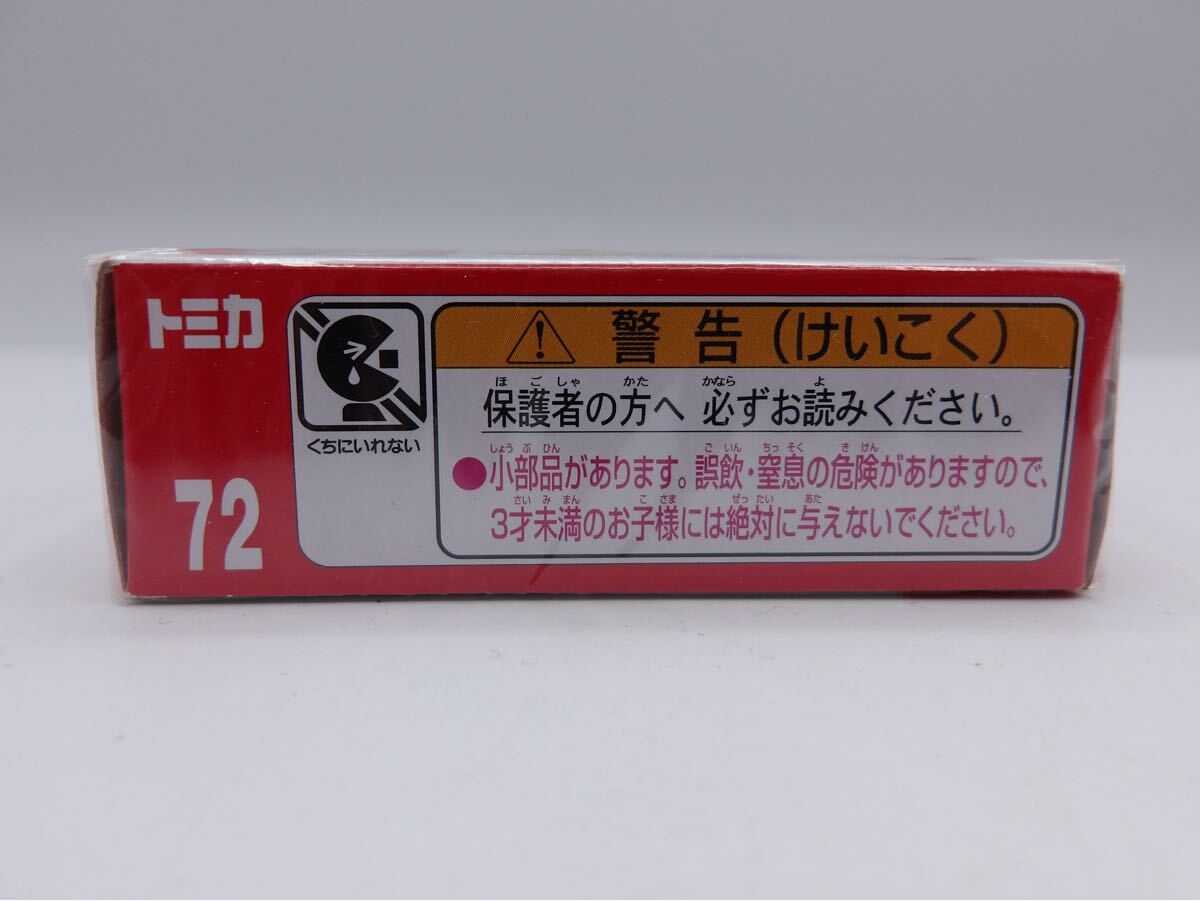 トミカ
72
くちにいれない
警告(けいこく)
ほごしゃ かた かなら よ
保護者の方へ 必ずお読みください。
しょうぶひん ごいん ちっそく きけん
●小部品があります。誤飲・窒息の危険がありますので、
さいみまん こさま ぜったい あた
3才未満のお子様には絶対に与えないでください。